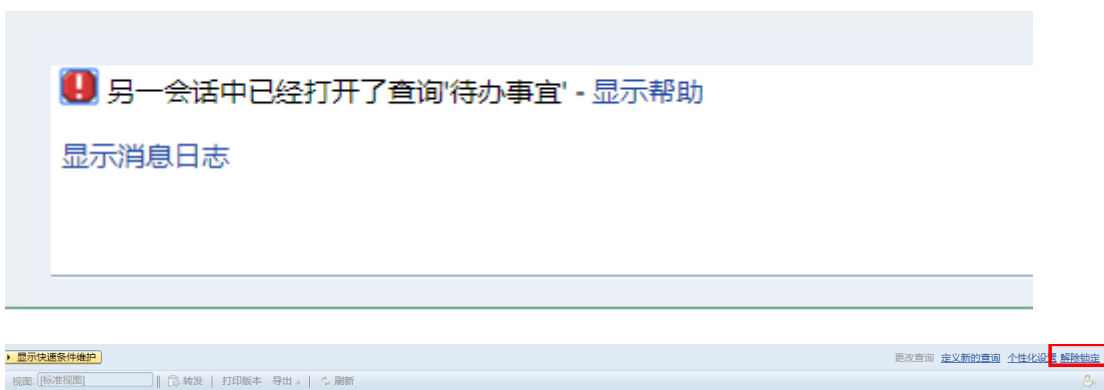 另一会话中已经打开了查询'待办事宜' - 显示帮助
显示消息日志
显示快速条件维护
更改查询 定义新的查询 个性化设置 解除锁定
视图: [标准视图] 转发 打印版本 导出 刷新